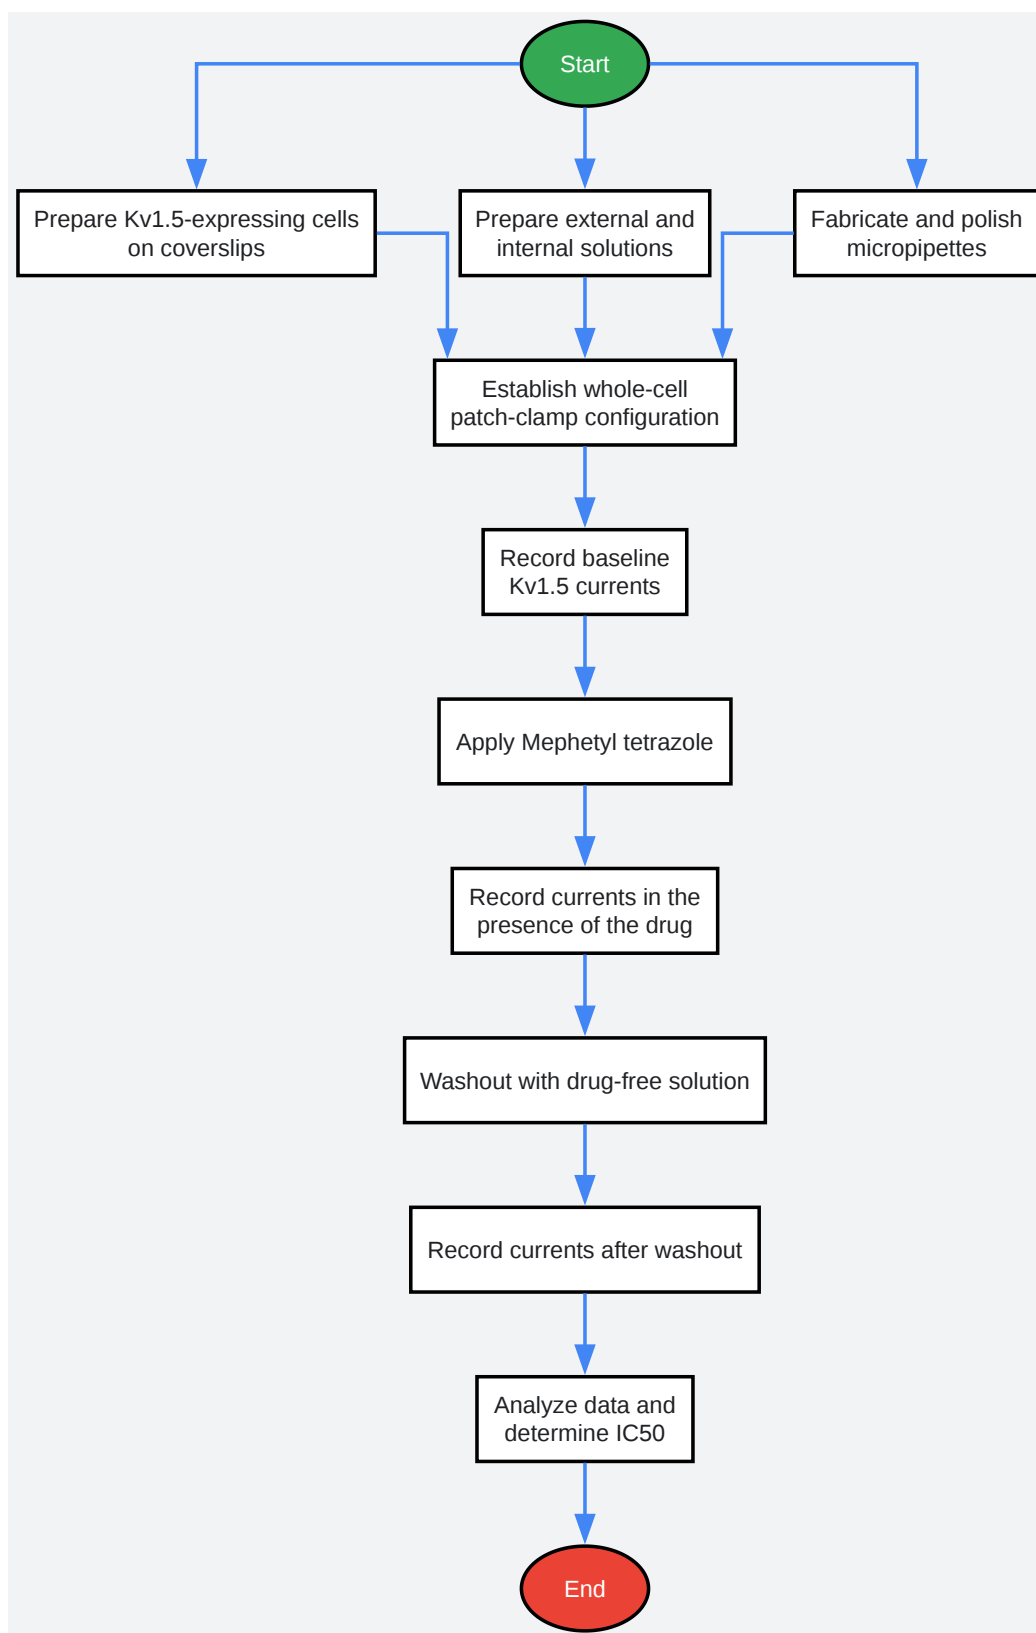 Start
Prepare Kv1.5-expressing cells
on coverslips
Prepare external and
internal solutions
Fabricate and polish
micropipettes
Establish whole-cell
patch-clamp configuration
Record baseline
Kv1.5 currents
Apply Mephetyl tetrazole
Record currents in the
presence of the drug
Washout with drug-free solution
Record currents after washout
Analyze data and
determine IC50
End